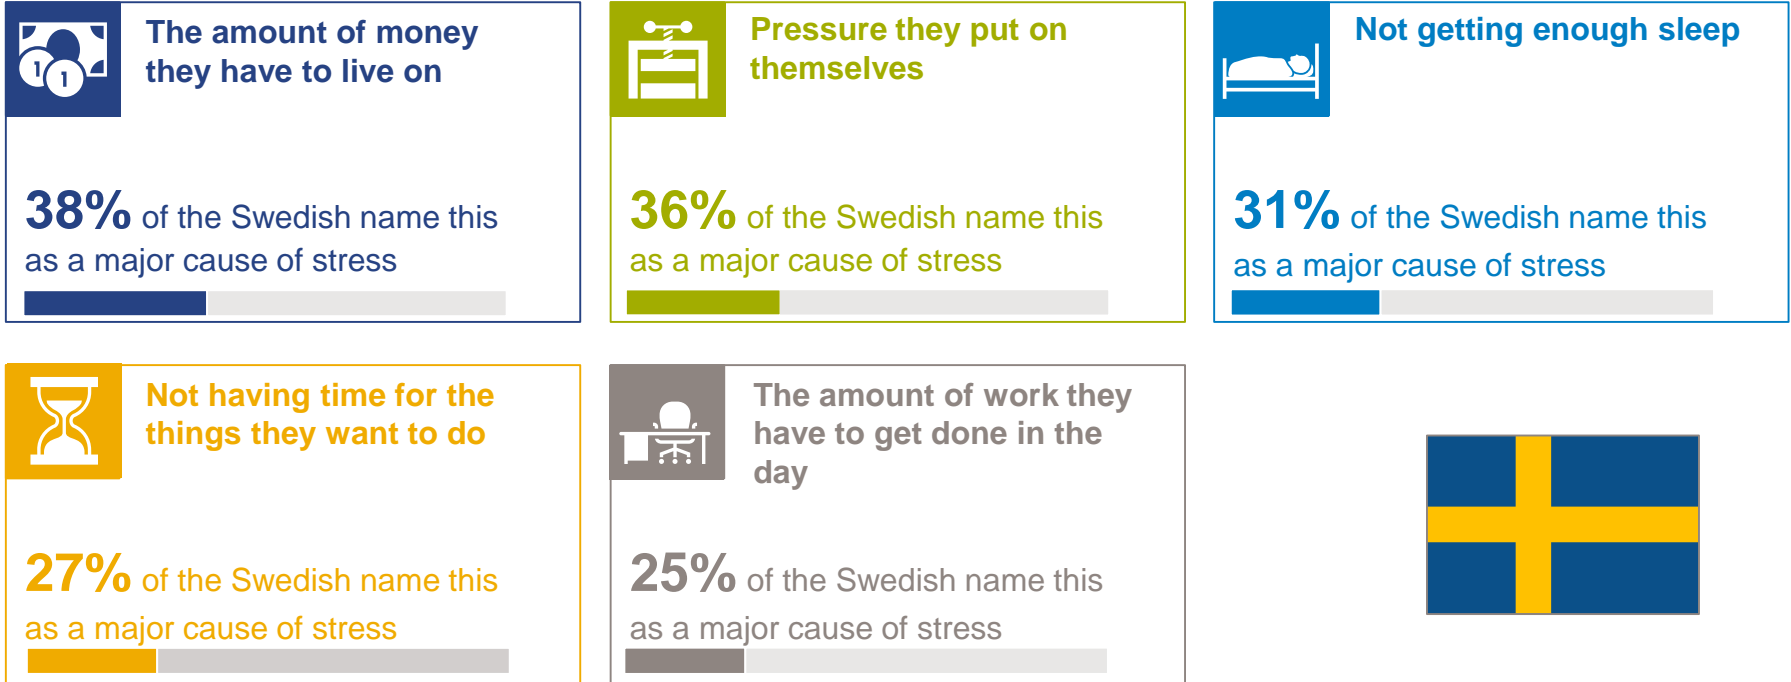 The amount of money
they have to live on
38% of the Swedish name this
as a major cause of stress
Pressure they put on
themselves
36% of the Swedish name this
as a major cause of stress
Not getting enough sleep
31% of the Swedish name this
as a major cause of stress
Not having time for the
things they want to do
27% of the Swedish name this
as a major cause of stress
The amount of work they
have to get done in the
day
25% of the Swedish name this
as a major cause of stress